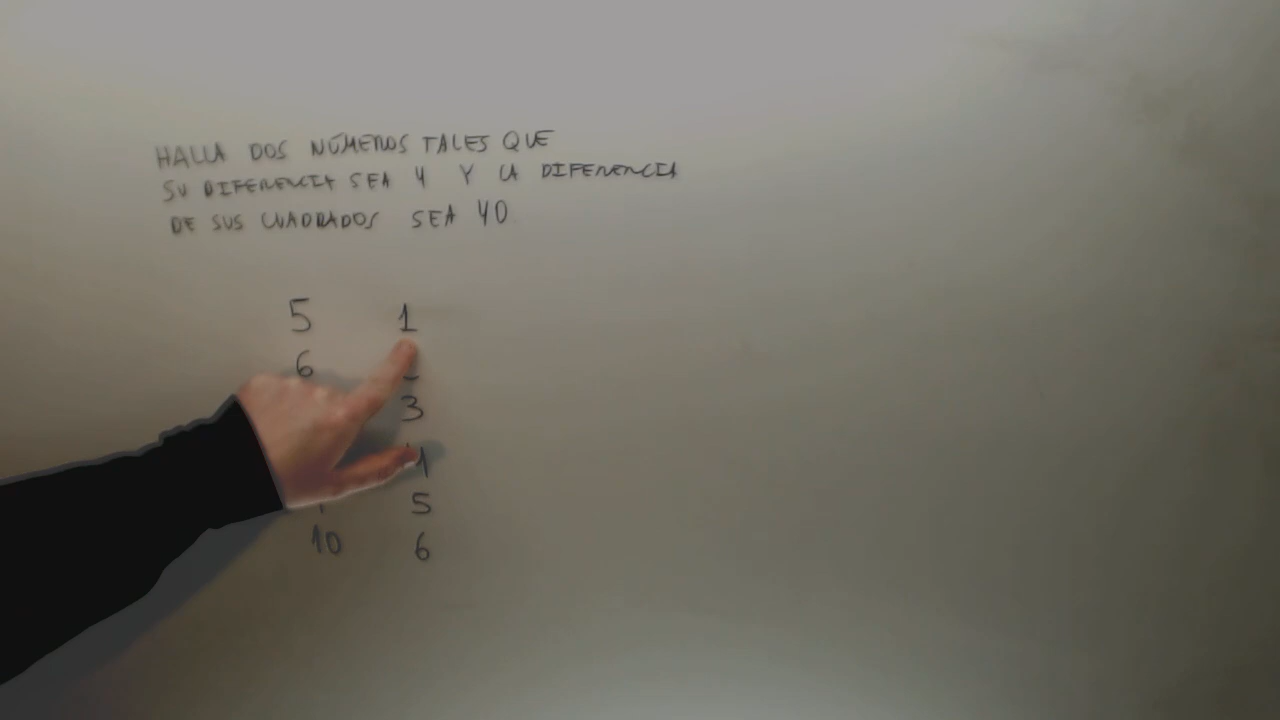 HALLA DOS NÚMEROS TALES QUE
SU DIFERENCIA SEA 4 Y LA DIFERENCIA
DE SUS CUADRADOS SEA 40
5 1
6
3
4
5
10 6